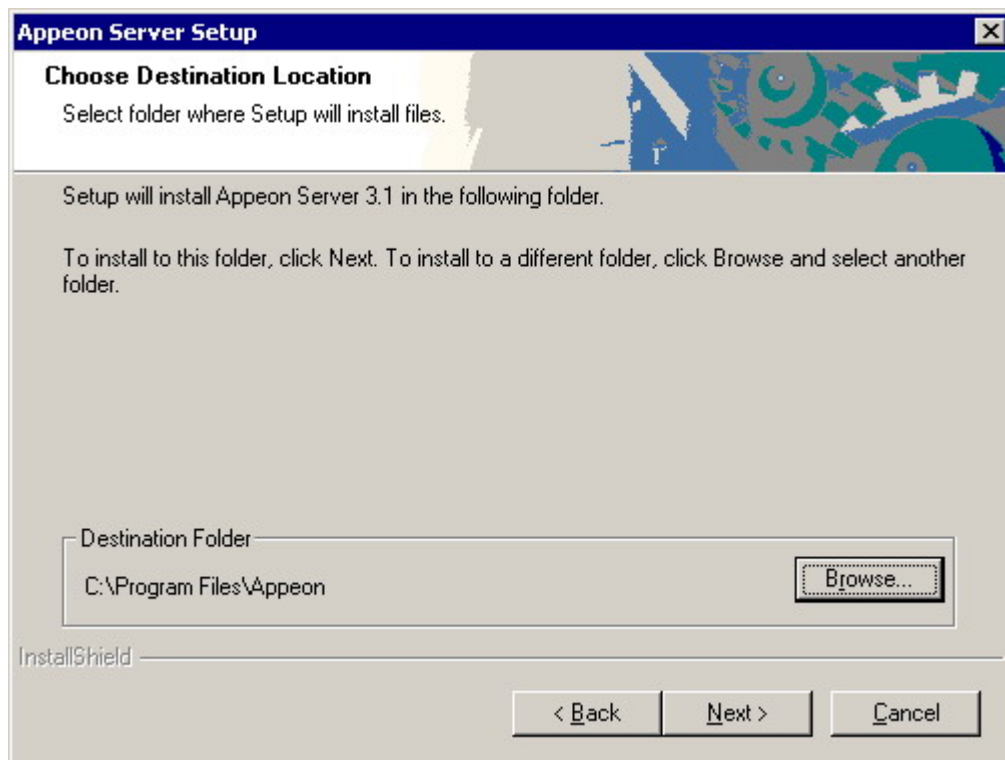 Appeon Server Setup
Choose Destination Location
Select folder where Setup will install files.
Setup will install Appeon Server 3.1 in the following folder.
To install to this folder, click Next. To install to a different folder, click Browse and select another
folder.
Destination Folder
C:\Program Files\Appeon
Browse...
InstallShield
< Back
Next >
Cancel